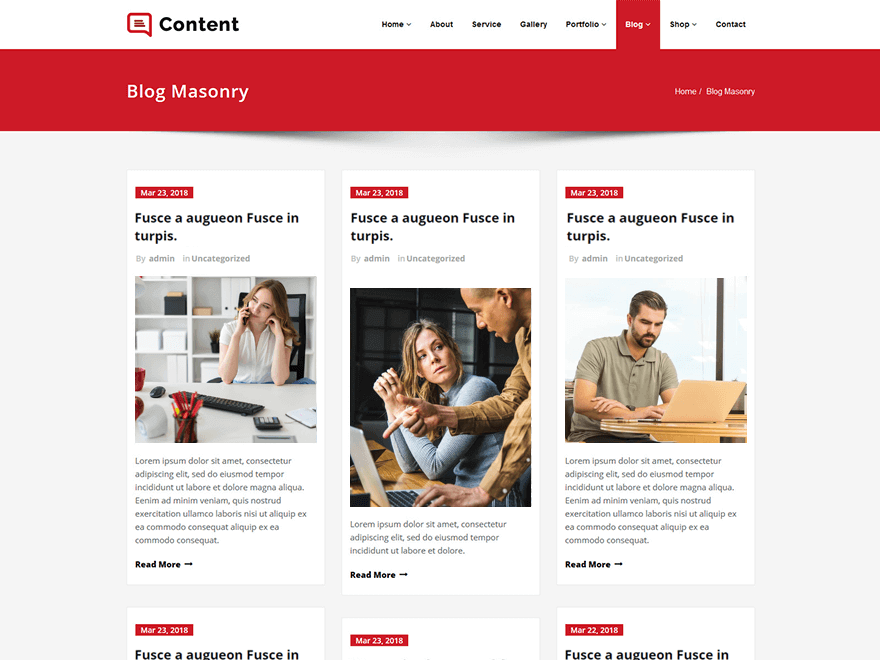 Content
Home About Service Gallery Portfolio Blog Shop Contact
Blog Masonry
Home / Blog Masonry
Mar 23, 2018
Fusce a augueon Fusce in
turpis.
By admin in Uncategorized
Lorem ipsum dolor sit amet, consectetur
adipiscing elit, sed do eiusmod tempor
incididunt ut labore et dolore magna aliqua.
Eenim ad minim veniam, quis nostrud
exercitation ullamco laboris nisi ut aliquip ex
ea commodo consequat aliquip ex ea
commodo consequat.
Read More
Mar 23, 2018
Fusce a augueon Fusce in
turpis.
By admin in Uncategorized
Lorem ipsum dolor sit amet, consectetur
adipiscing elit, sed do eiusmod tempor
incididunt ut labore et dolore.
Read More
Mar 23, 2018
Fusce a augueon Fusce in
turpis.
By admin in Uncategorized
Lorem ipsum dolor sit amet, consectetur
adipiscing elit, sed do eiusmod tempor
incididunt ut labore et dolore magna aliqua.
Eenim ad minim veniam, quis nostrud
exercitation ullamco laboris nisi ut aliquip ex
ea commodo consequat aliquip ex ea
commodo consequat.
Read More
Mar 23, 2018
Fusce a augueon Fusce in
Mar 23, 2018
Mar 22, 2018
Fusce a augueon Fusce in